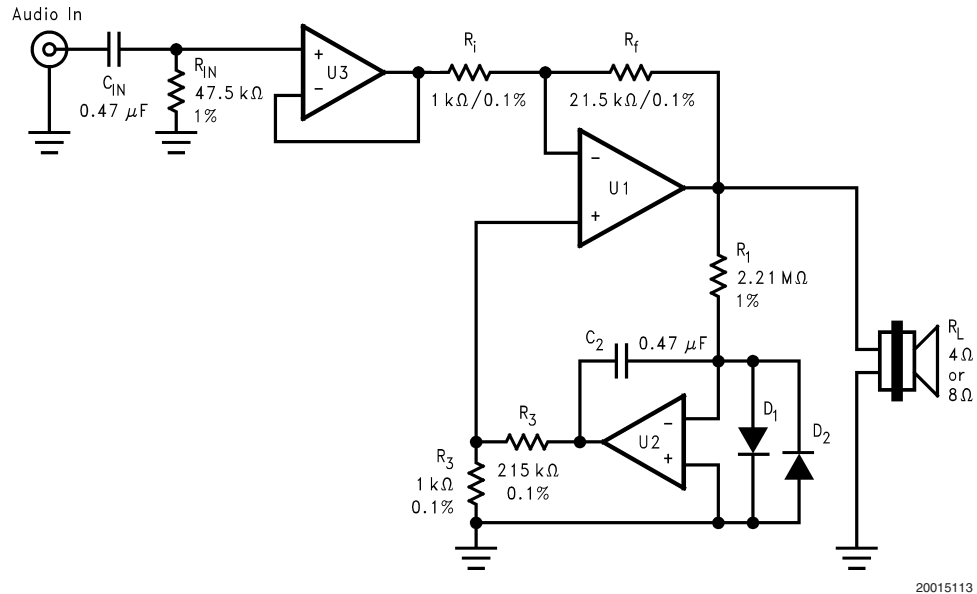 Audio In
C_IN
0.47 μF
R_IN
47.5 kΩ
1%
+
U3
−
R_i
1 kΩ/0.1%
R_f
21.5 kΩ/0.1%
−
U1
+
R_1
2.21 MΩ
1%
C_2
0.47 μF
R_L
4Ω
or
8Ω
R_3
215 kΩ
0.1%
R_3
1 kΩ
0.1%
−
U2
+
D_1
D_2
20015113